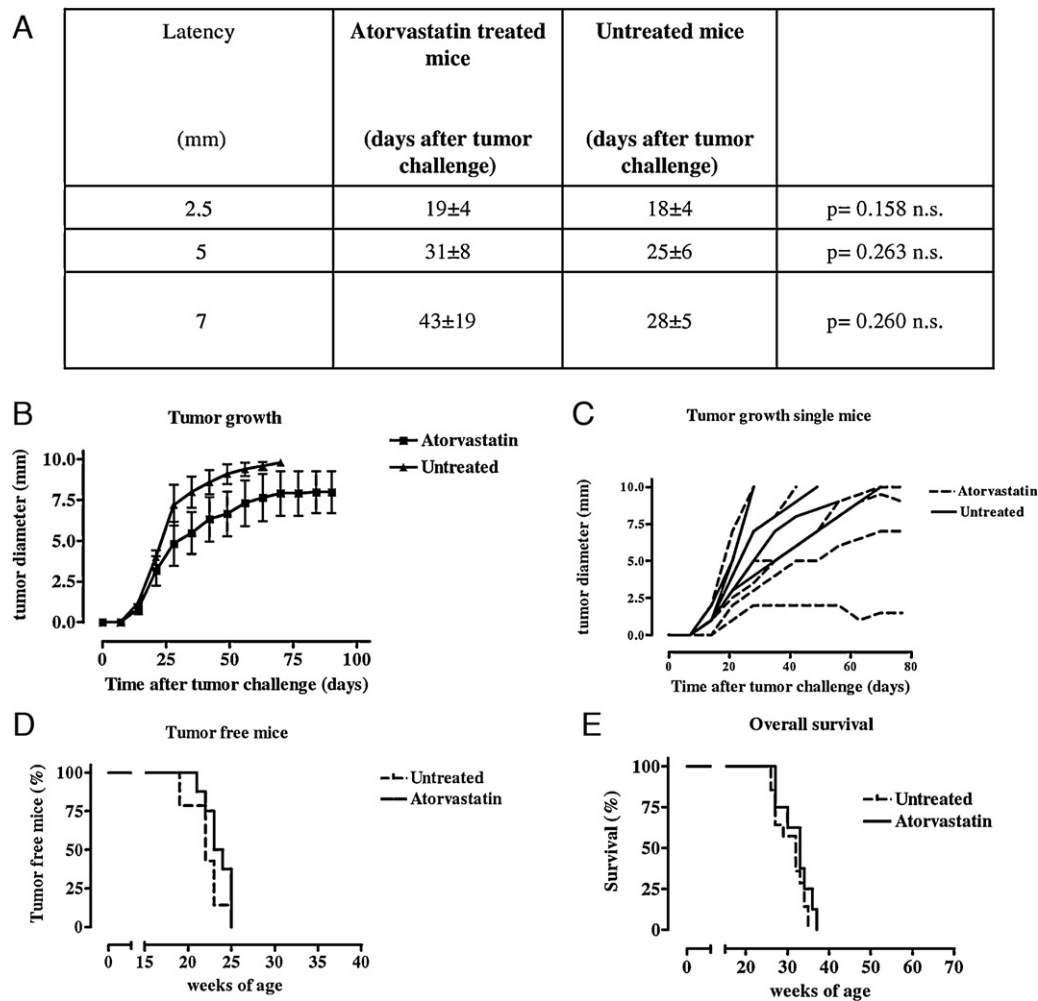 A
Latency
Atorvastatin treated
mice
Untreated mice
(mm)
(days after tumor
challenge)
(days after tumor
challenge)
2.5
19±4
18±4
p= 0.158 n.s.
5
31±8
25±6
p= 0.263 n.s.
7
43±19
28±5
p= 0.260 n.s.
B
Tumor growth
Atorvastatin
Untreated
tumor diameter (mm)
10.0
7.5
5.0
2.5
0.0
0 25 50 75 100
Time after tumor challenge (days)
C
Tumor growth single mice
Atorvastatin
Untreated
tumor diameter (mm)
10.0
7.5
5.0
2.5
0.0
0 20 40 60 80
Time after tumor challenge (days)
D
Tumor free mice
Untreated
Atorvastatin
Tumor free mice (%)
100
75
50
25
0
0 15 20 25 30 35 40
weeks of age
E
Overall survival
Untreated
Atorvastatin
Survival (%)
100
75
50
25
0
0 20 30 40 50 60 70
weeks of age